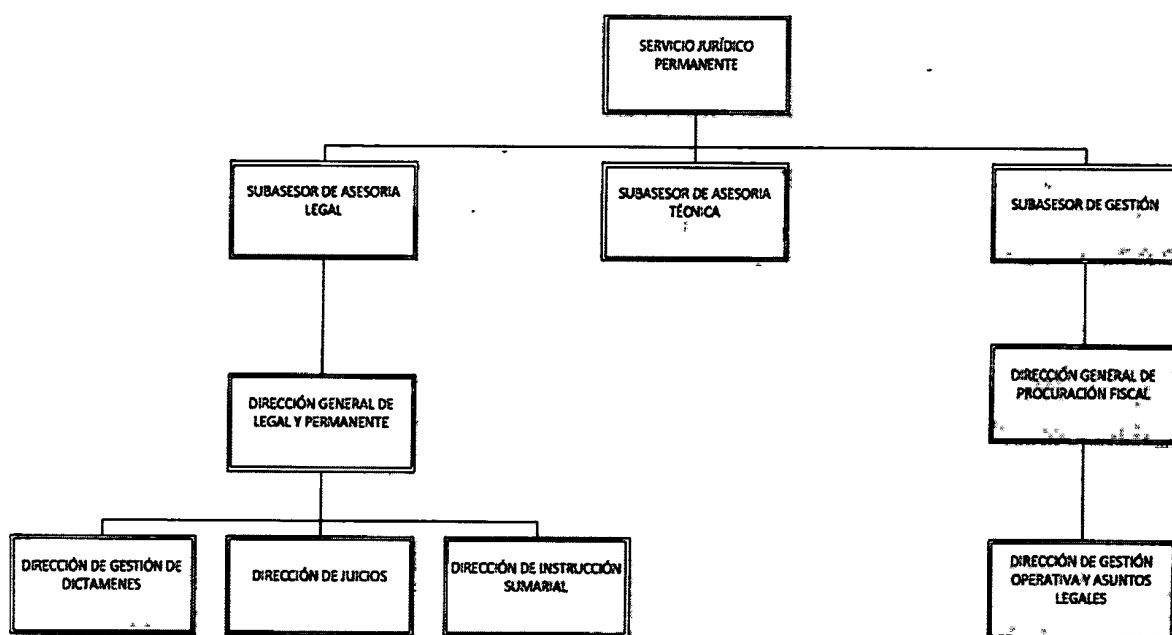 SERVICIO JURÍDICO
PERMANENTE
SUBASESOR DE ASESORIA
LEGAL
SUBASESOR DE ASESORIA
TÉCNICA
SUBASESOR DE GESTIÓN
DIRECCIÓN GENERAL DE
LEGAL Y PERMANENTE
DIRECCIÓN GENERAL DE
PROCURACIÓN FISCAL
DIRECCIÓN DE GESTIÓN DE
DICTAMENES
DIRECCIÓN DE JUICIOS
DIRECCIÓN DE INSTRUCCIÓN
SUMARIAL
DIRECCIÓN DE GESTIÓN
OPERATIVA Y ASUNTOS
LEGALES